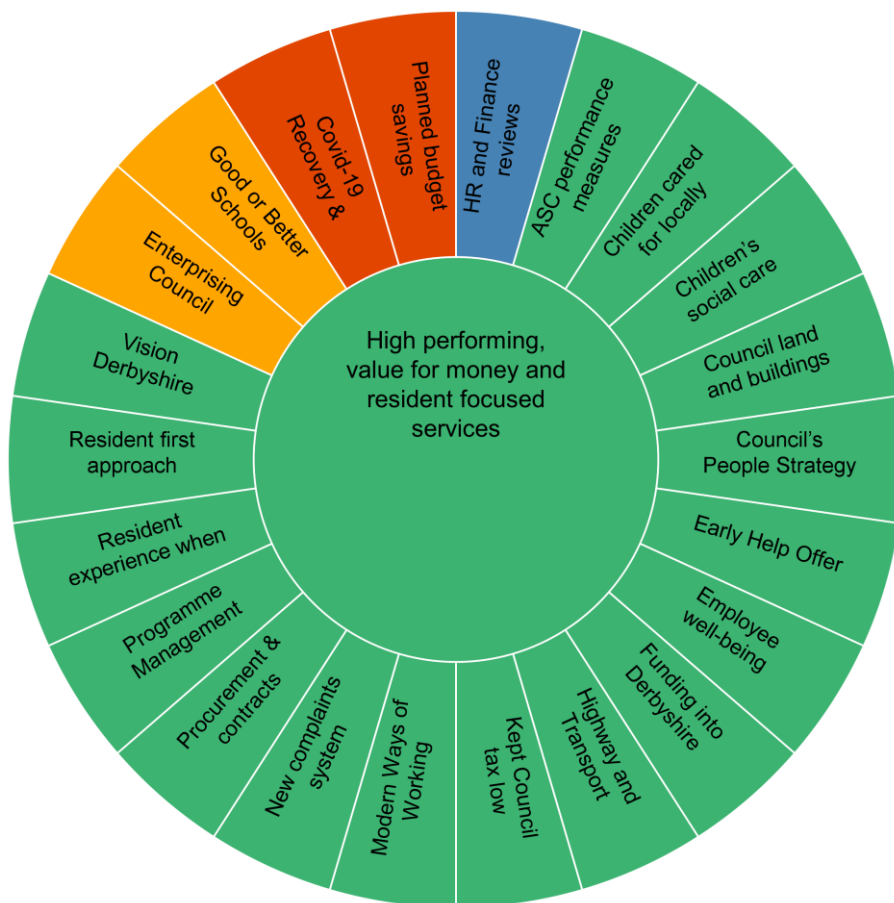 High performing,
value for money and
resident focused
services
HR and Finance
reviews
ASC performance
measures
Children cared
for locally
Children's
social care
Council land
and buildings
Council's
People Strategy
Early Help Offer
Employee
well-being
Funding into
Derbyshire
Highway and
Transport
Kept Council
tax low
Modern Ways of
Working
New complaints
system
Procurement &
contracts
Programme
Management
Resident
experience when
Resident first
approach
Vision
Derbyshire
Enterprising
Council
Good or Better
Schools
Covid-19
Recovery &
Planned budget
savings